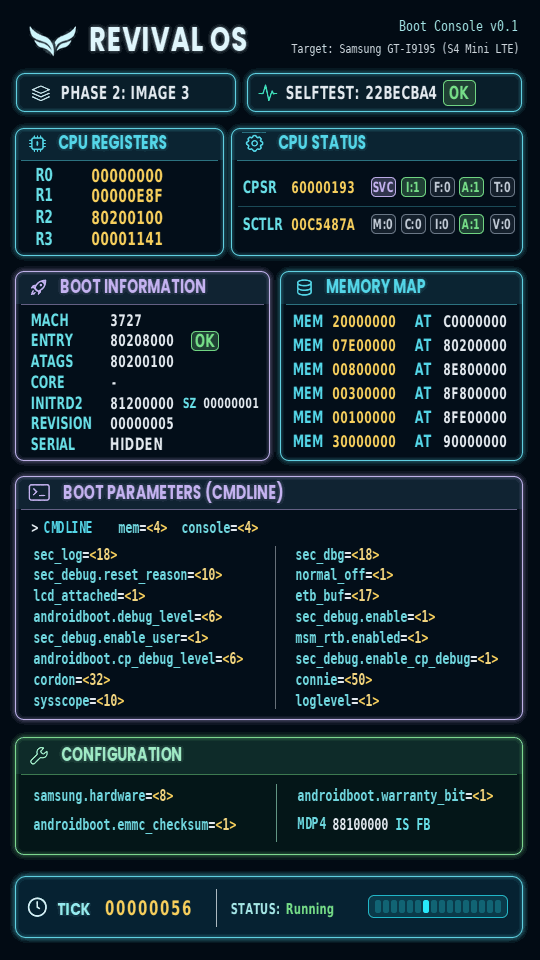 REVIVAL OS
Boot Console v0.1
Target: Samsung GT-I9195 (S4 Mini LTE)
PHASE 2: IMAGE 3
SELFTEST: 22BECBA4 OK
CPU REGISTERS
R0 00000000
R1 00000E8F
R2 80200100
R3 00001141
CPU STATUS
CPSR 60000193 SVC I:1 F:0 A:1 T:0
SCTLR 00C5487A M:0 C:0 I:0 A:1 V:0
BOOT INFORMATION
MACH 3727
ENTRY 80208000 OK
ATAGS 80200100
CORE -
INITRD2 81200000 SZ 00000001
REVISION 00000005
SERIAL HIDDEN
MEMORY MAP
MEM 20000000 AT C0000000
MEM 07E00000 AT 80200000
MEM 00800000 AT 8E800000
MEM 00300000 AT 8F800000
MEM 00100000 AT 8FE00000
MEM 30000000 AT 90000000
BOOT PARAMETERS (CMDLINE)
> CMDLINE mem=<4> console=<4>
sec_log=<18>
sec_debug.reset_reason=<10>
lcd_attached=<1>
androidboot.debug_level=<6>
sec_debug.enable_user=<1>
androidboot.cp_debug_level=<6>
cordon=<32>
sysscope=<10>
sec_dbg=<18>
normal_off=<1>
etb_buf=<17>
sec_debug.enable=<1>
msm_rtb.enabled=<1>
sec_debug.enable_cp_debug=<1>
connie=<50>
loglevel=<1>
CONFIGURATION
samsung.hardware=<8>
androidboot.emmc_checksum=<1>
androidboot.warranty_bit=<1>
MDP4 88100000 IS FB
TICK 00000056
STATUS: Running